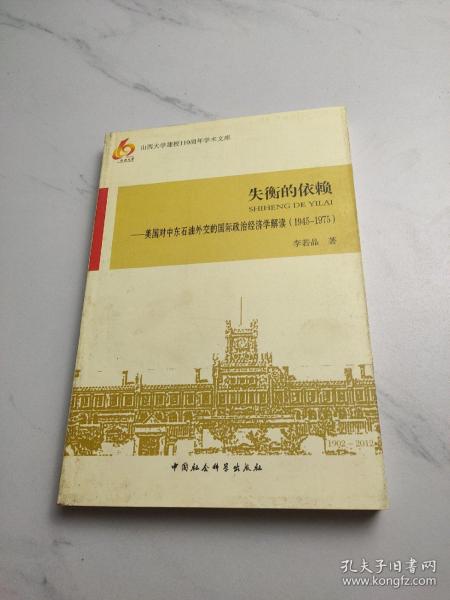 山西大学建校110周年学术文库
失衡的依赖
SHIHENG DE YILAI
——美国对中东石油外交的国际政治经济学解读(1945-1975)
李若晶 著
1902-2012
中国社会科学出版社
孔夫子旧书网
www.kongfz.com